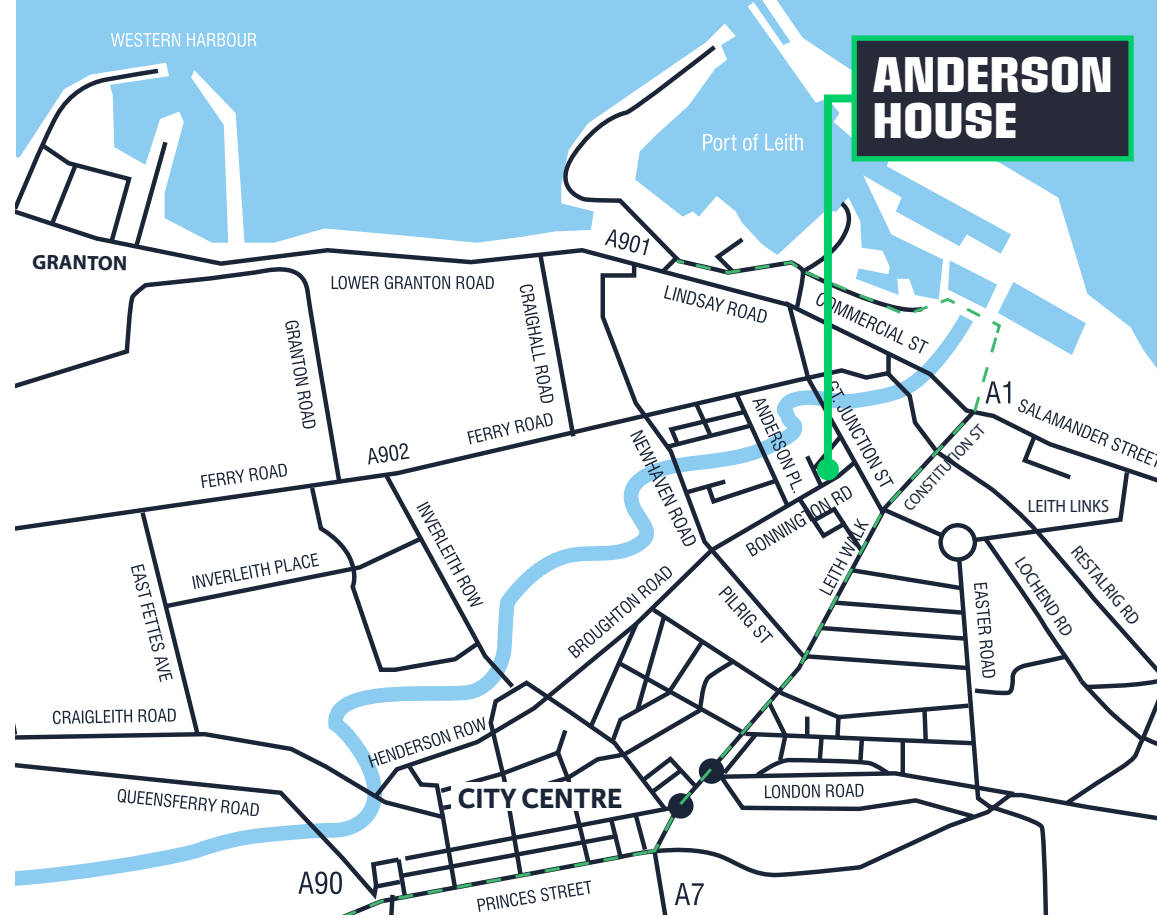 WESTERN HARBOUR
ANDERSON
HOUSE
Port of Leith
A901
GRANTON
LOWER GRANTON ROAD
CRAIGHALL ROAD
LINDSAY ROAD
COMMERCIAL ST
GRANTON ROAD
A1
SALAMANDER STREET
FERRY ROAD
ANDERSON PL.
GT. JUNCTION ST
A902
FERRY ROAD
NEWHAVEN ROAD
CONSTITUTION ST
LEITH LINKS
INVERLEITH ROW
BONNINGTON RD
LEITH WALK
INVERLEITH PLACE
EAST FETTES AVE
BROUGHTON ROAD
PILRIG ST
EASTER ROAD
LOCHEND RD
RESTALRIG RD
CRAIGLEITH ROAD
HENDERSON ROW
QUEENSFERRY ROAD
CITY CENTRE
LONDON ROAD
A90
PRINCES STREET
A7